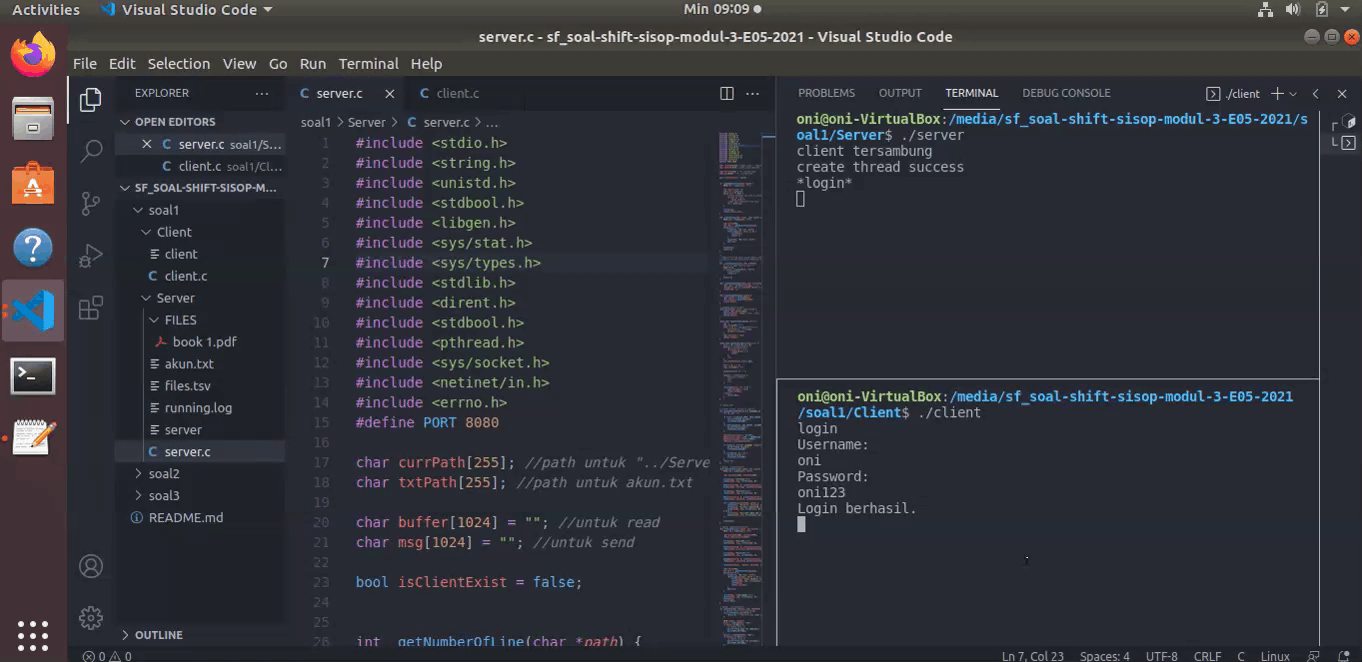 Activities Visual Studio Code Min 09:09
server.c - sf_soal-shift-sisop-modul-3-E05-2021 - Visual Studio Code
File Edit Selection View Go Run Terminal Help
EXPLORER ...
OPEN EDITORS
server.c soal1/S...
client.c soal1/Cl...
SF_SOAL-SHIFT-SISOP-M...
soal1
Client
client
client.c
Server
FILES
book 1.pdf
akun.txt
files.tsv
running.log
server
server.c
soal2
soal3
README.md
OUTLINE
server.c client.c
soal1 > Server > server.c > ...
1 #include <stdio.h>
2 #include <string.h>
3 #include <unistd.h>
4 #include <stdbool.h>
5 #include <libgen.h>
6 #include <sys/stat.h>
7 #include <sys/types.h>
8 #include <stdlib.h>
9 #include <dirent.h>
10 #include <stdbool.h>
11 #include <pthread.h>
12 #include <sys/socket.h>
13 #include <netinet/in.h>
14 #include <errno.h>
15 #define PORT 8080
16
17 char currPath[255]; //path untuk "../Serve
18 char txtPath[255]; //path untuk akun.txt
19
20 char buffer[1024] = ""; //untuk read
21 char msg[1024] = ""; //untuk send
22
23 bool isClientExist = false;
24
25
26 int getNumberOfLine(char *path) {
PROBLEMS OUTPUT TERMINAL DEBUG CONSOLE ./client
oni@oni-VirtualBox:/media/sf_soal-shift-sisop-modul-3-E05-2021/s
oal1/Server$ ./server
client tersambung
create thread success
*login*
oni@oni-VirtualBox:/media/sf_soal-shift-sisop-modul-3-E05-2021
/soal1/Client$ ./client
login
Username:
oni
Password:
oni123
Login berhasil.
0 0 Ln 7, Col 23 Spaces: 4 UTF-8 CRLF C Linux